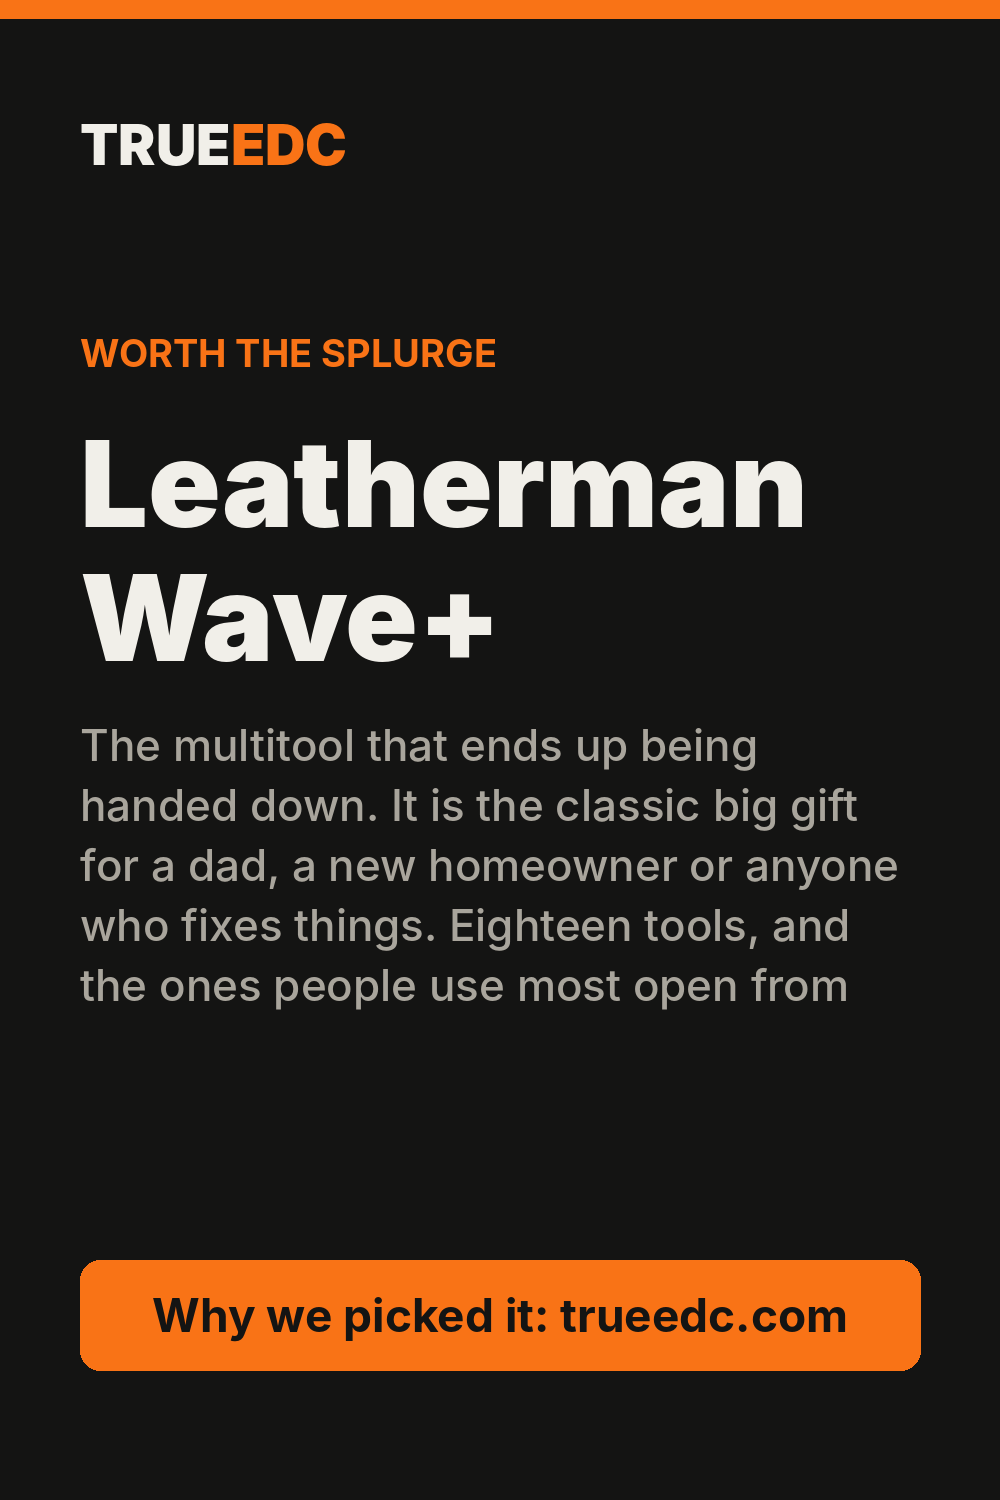 TRUEEDC
WORTH THE SPLURGE
Leatherman
Wave+
The multitool that ends up being
handed down. It is the classic big gift
for a dad, a new homeowner or anyone
who fixes things. Eighteen tools, and
the ones people use most open from
Why we picked it: trueedc.com